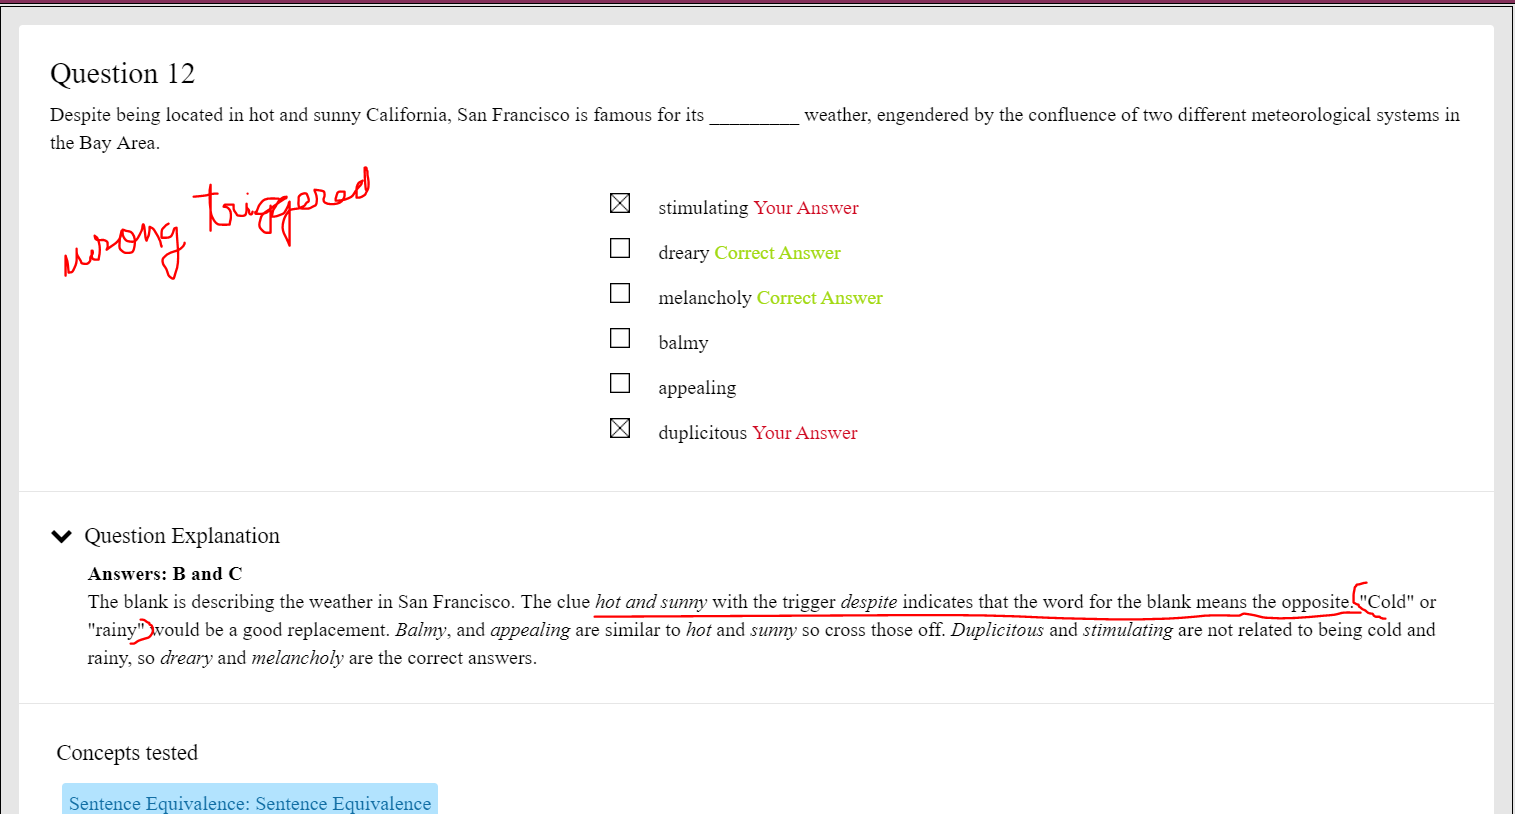 Question 12
Despite being located in hot and sunny California, San Francisco is famous for its _________ weather, engendered by the confluence of two different meteorological systems in
the Bay Area.
wrong triggered
stimulating Your Answer
dreary Correct Answer
melancholy Correct Answer
balmy
appealing
duplicitous Your Answer
Question Explanation
Answers: B and C
The blank is describing the weather in San Francisco. The clue hot and sunny with the trigger despite indicates that the word for the blank means the opposite. "Cold" or
"rainy" would be a good replacement. Balmy, and appealing are similar to hot and sunny so cross those off. Duplicitous and stimulating are not related to being cold and
rainy, so dreary and melancholy are the correct answers.
Concepts tested
Sentence Equivalence: Sentence Equivalence